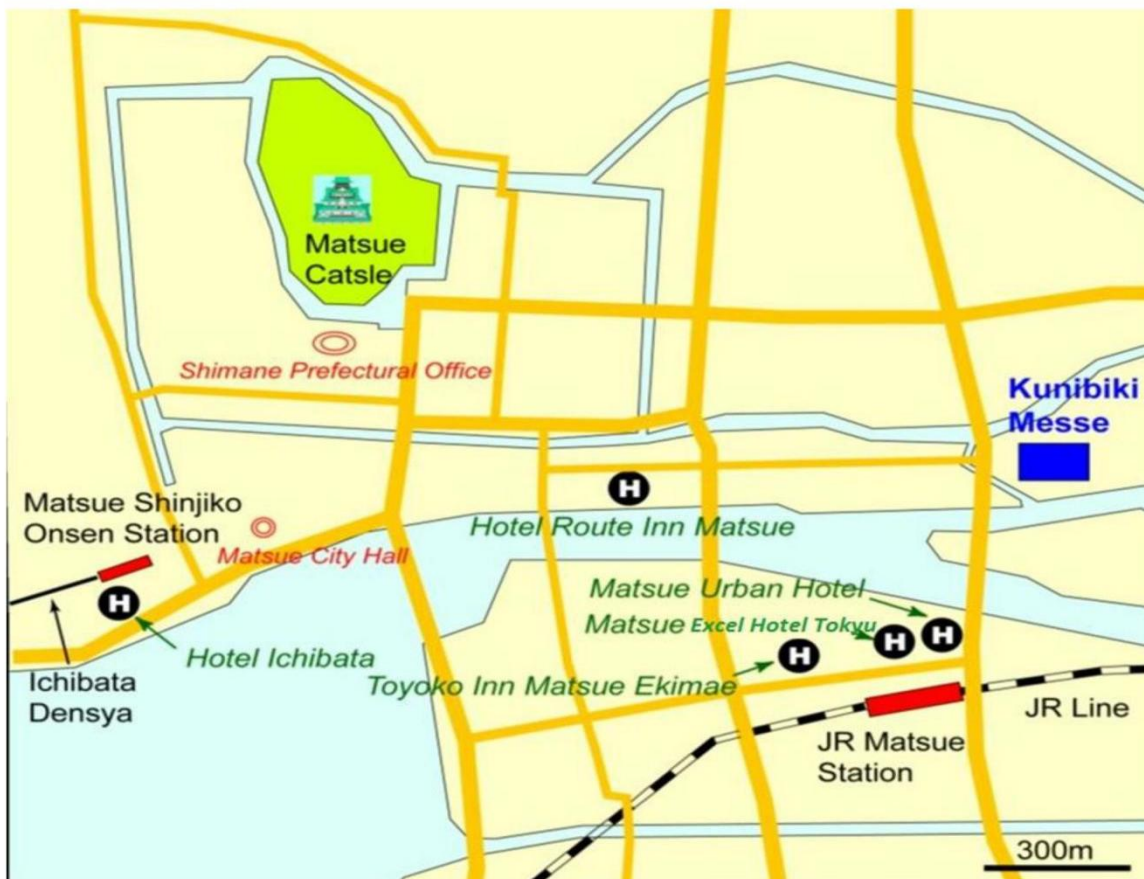 Matsue
Catsle
Shimane Prefectural Office
Kunibiki
Messe
H
Matsue Shinjiko
Onsen Station
Hotel Route Inn Matsue
Matsue City Hall
H
Matsue Urban Hotel
Matsue Excel Hotel Tokyu
H
H
H
Hotel Ichibata
Toyoko Inn Matsue Ekimae
Ichibata
Densya
JR Line
JR Matsue
Station
300m